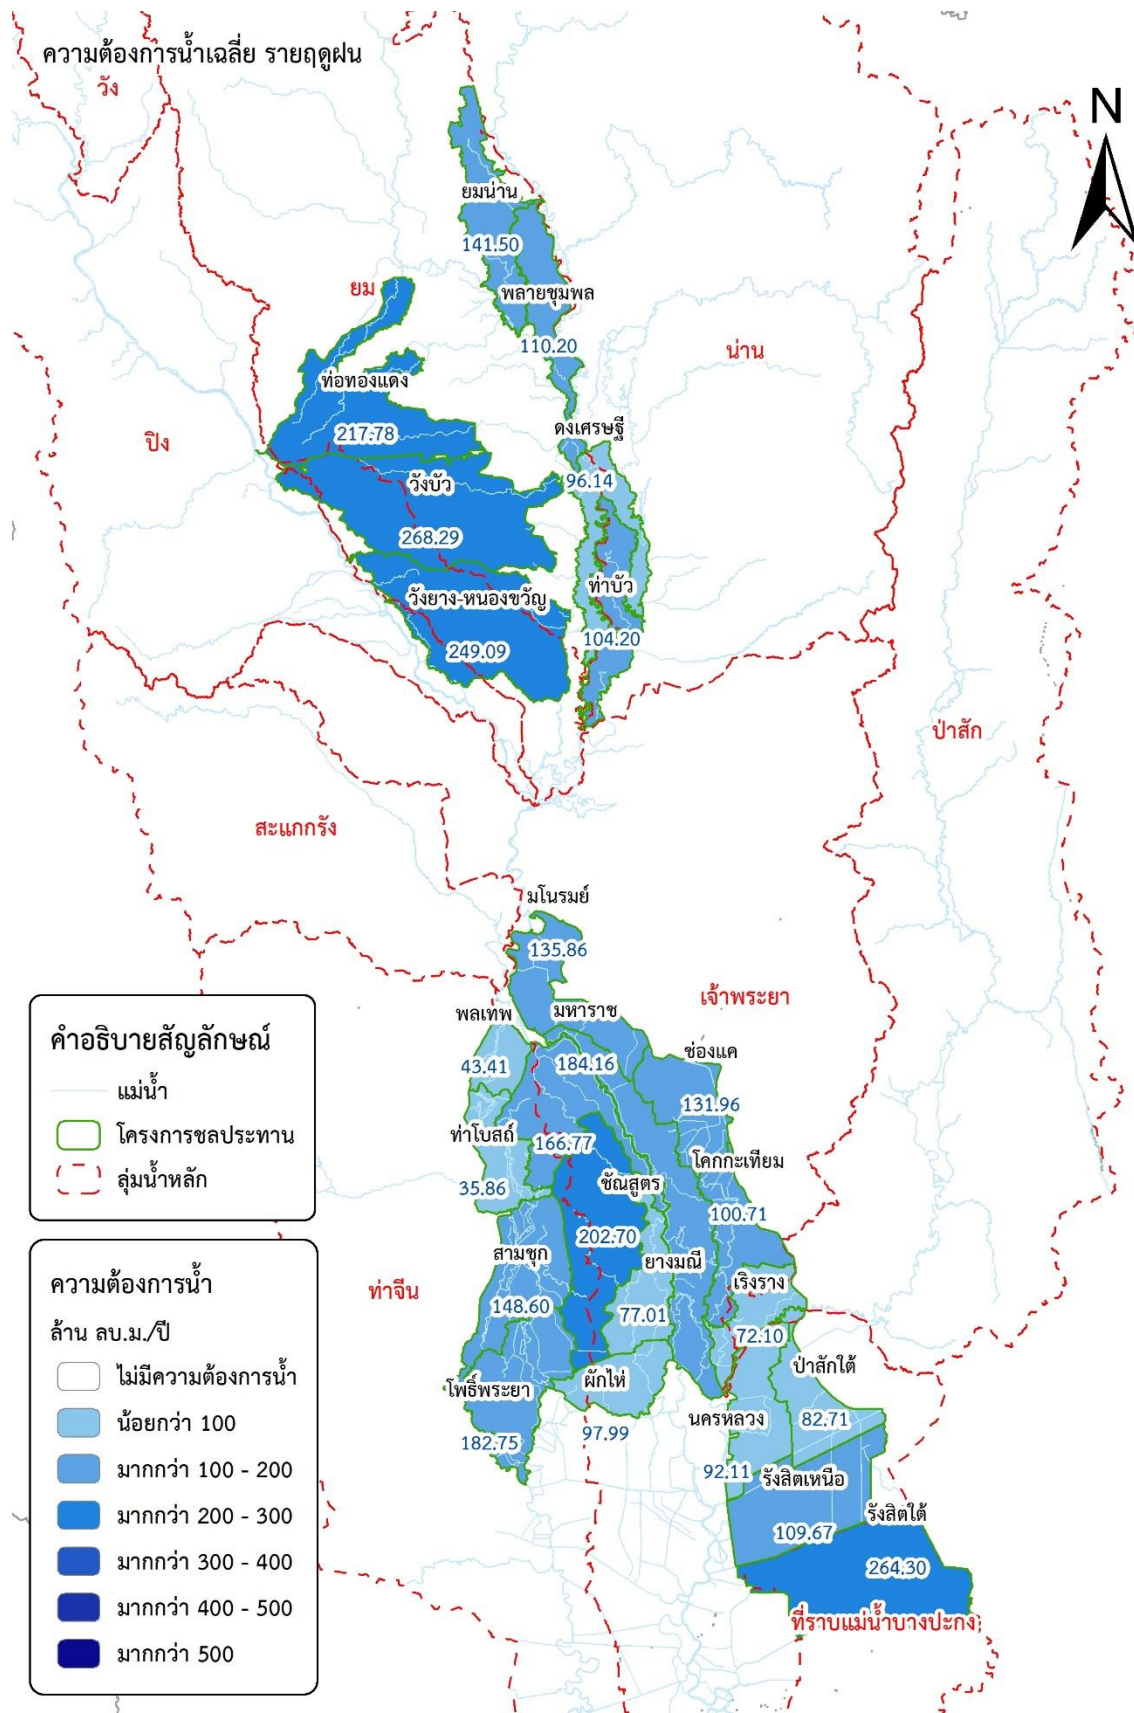 ความต้องการน้ำเฉลี่ย รายฤดูฝน
วัง
N
ยมน่าน
141.50
ยม
พลายชุมพล
110.20
น่าน
ท่อทองแดง
217.78
ปิง
ดงเศรษฐี
96.14
วังบัว
268.29
ท่าบัว
วังยาง-หนองขวัญ
104.20
249.09
ป่าสัก
สะแกกรัง
มโนรมย์
135.86
เจ้าพระยา
พลเทพ
มหาราช
43.41
184.16
ช่องแค
131.96
ท่าโบสถ์
166.77
โคกกะเทียม
35.86
ชัณสูตร
100.71
202.70
สามชุก
ยางมณี
เริงราง
ท่าจีน
148.60
77.01
72.10
ป่าสักใต้
โพธิ์พระยา
ผักไห่
นครหลวง
82.71
182.75
97.99
92.11
รังสิตเหนือ
รังสิตใต้
109.67
264.30
ที่ราบแม่น้ำบางปะกง
คำอธิบายสัญลักษณ์
แม่น้ำ
โครงการชลประทาน
ลุ่มน้ำหลัก
ความต้องการน้ำ
ล้าน ลบ.ม./ปี
ไม่มีความต้องการน้ำ
น้อยกว่า 100
มากกว่า 100 - 200
มากกว่า 200 - 300
มากกว่า 300 - 400
มากกว่า 400 - 500
มากกว่า 500